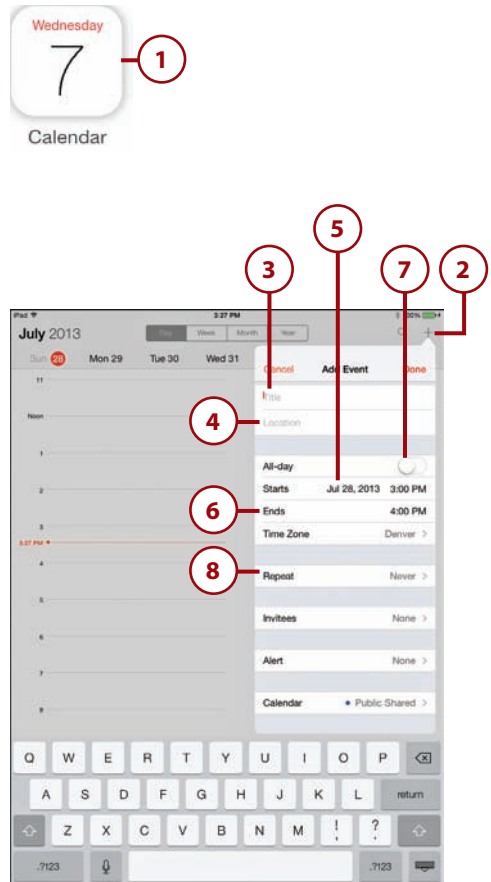 Wednesday
7
1
Calendar
5
3
7
2
iPad
3:27 PM
100%
July 2013
Day Week Month Year
+
Sun 28 Mon 29 Tue 30 Wed 31
Cancel Add Event Done
11
Title
Noon
4
Location
1
All-day
2
Starts Jul 28, 2013 3:00 PM
6
Ends 4:00 PM
3
Time Zone Denver >
3:27 PM
4
8
Repeat Never >
5
Invitees None >
6
Alert None >
7
Calendar Public Shared >
Q W E R T Y U I O P
A S D F G H J K L return
Z X C V B N M ! , ? .
.?123 .?123